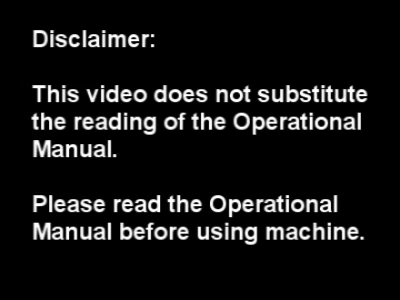 Disclaimer:
This video does not substitute
the reading of the Operational
Manual.
Please read the Operational
Manual before using machine.